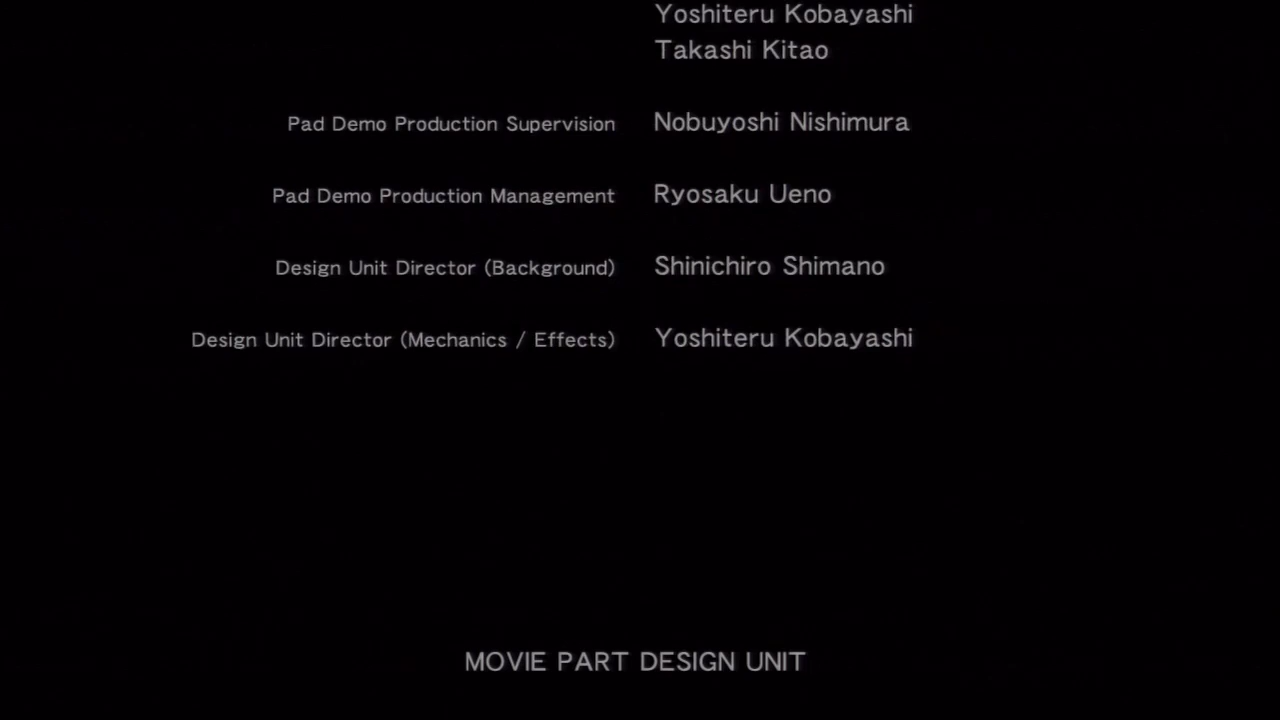 Yoshiteru Kobayashi
Takashi Kitao
Pad Demo Production Supervision Nobuyoshi Nishimura
Pad Demo Production Management Ryosaku Ueno
Design Unit Director (Background) Shinichiro Shimano
Design Unit Director (Mechanics / Effects) Yoshiteru Kobayashi
MOVIE PART DESIGN UNIT